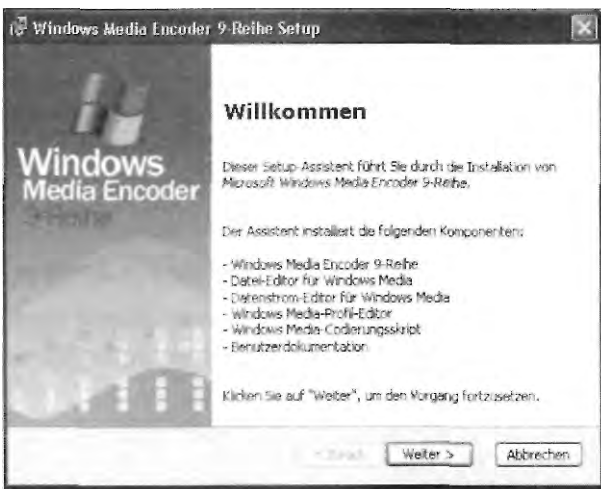 Windows Media Encoder 9-Reihe Setup
Willkommen
Windows
Media Encoder
9-Reihe
Dieser Setup-Assistent führt Sie durch die Installation von
Microsoft Windows Media Encoder 9-Reihe.
Der Assistent installiert die folgenden Komponenten:
- Windows Media Encoder 9-Reihe
- Datei-Editor für Windows Media
- Datenstrom-Editor für Windows Media
- Windows Media-Profil-Editor
- Windows Media-Codierungsskript
- Benutzerdokumentation
Klicken Sie auf "Weiter", um den Vorgang fortzusetzen.
Weiter >
Abbrechen